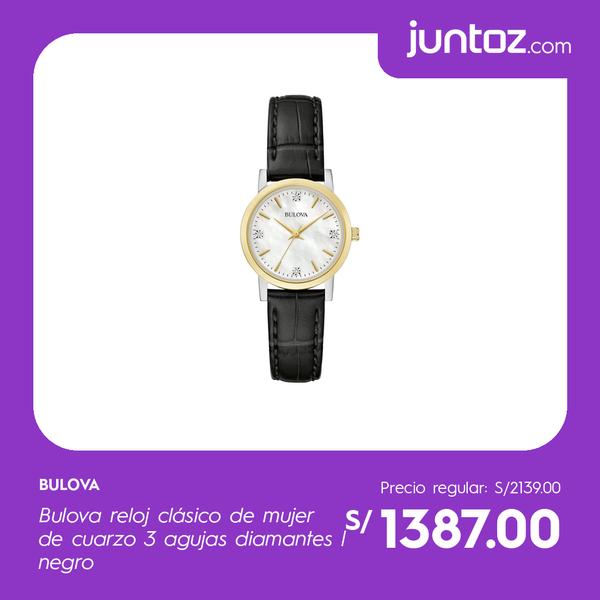 juntoz.com
BULOVA
BULOVA
Precio regular: S/2139.00
Bulova reloj clásico de mujer
de cuarzo 3 agujas diamantes l
negro
S/ 1387.00